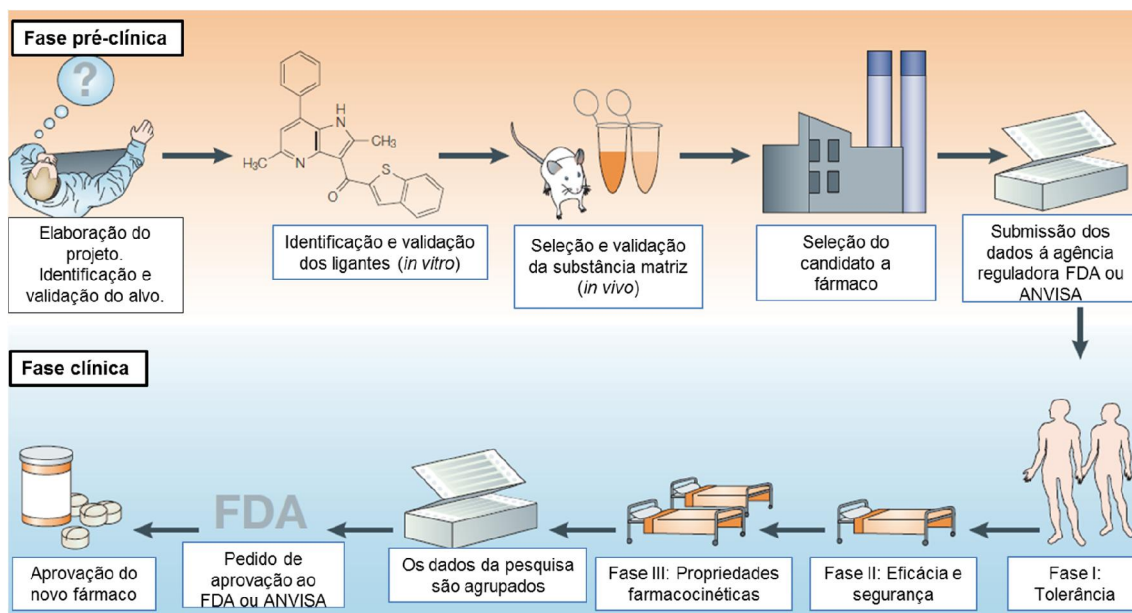 Fase pré-clínica
?
NH
CH₃
CH₃
N
S
O
Elaboração do
projeto.
Identificação e
validação do alvo.
Identificação e validação
dos ligantes (in vitro)
Seleção e validação
da substância matriz
(in vivo)
Seleção do
candidato a
fármaco
Submissão dos
dados á agência
reguladora FDA ou
ANVISA
Fase clínica
FDA
Aprovação do
novo fármaco
Pedido de
aprovação ao
FDA ou ANVISA
Os dados da pesquisa
são agrupados
Fase III: Propriedades
farmacocinéticas
Fase II: Eficácia e
segurança
Fase I:
Tolerância